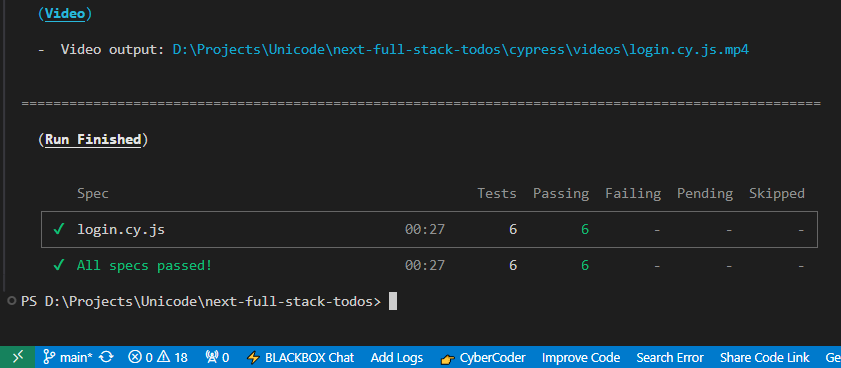 (Video)
-  Video output: D:\Projects\Unicode\next-full-stack-todos\cypress\videos\login.cy.js.mp4
====================================================================================================
(Run Finished)
Spec Tests Passing Failing Pending Skipped
✔ login.cy.js 00:27 6 6 - - -
✔ All specs passed! 00:27 6 6 - - -
PS D:\Projects\Unicode\next-full-stack-todos>
main* 0 18 0 BLACKBOX Chat Add Logs CyberCoder Improve Code Search Error Share Code Link Ge